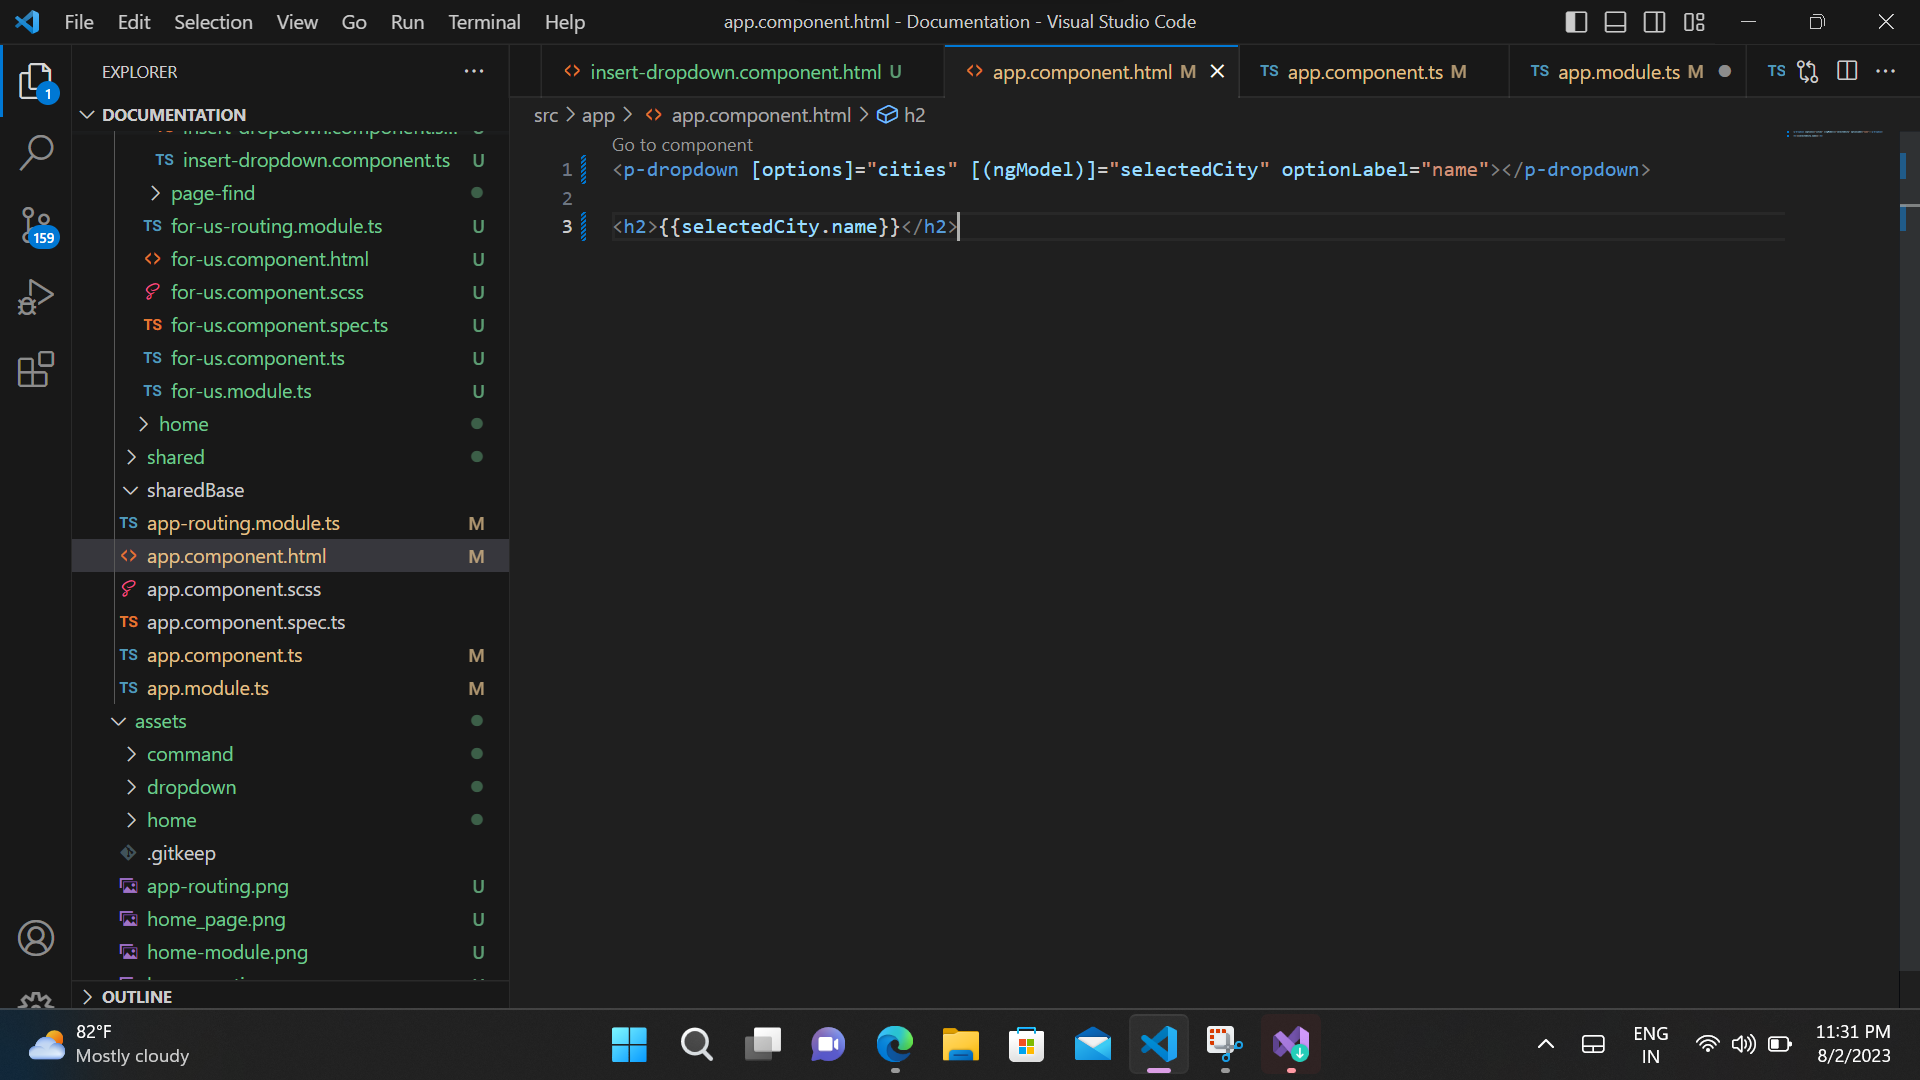 File Edit Selection View Go Run Terminal Help
app.component.html - Documentation - Visual Studio Code
EXPLORER
insert-dropdown.component.html U
app.component.html M
TS app.component.ts M
TS app.module.ts M
TS
1
DOCUMENTATION
src > app > app.component.html > h2
insert-dropdown.component.s... U
TS insert-dropdown.component.ts U
page-find
TS for-us-routing.module.ts U
for-us.component.html U
for-us.component.scss U
TS for-us.component.spec.ts U
TS for-us.component.ts U
TS for-us.module.ts U
home
shared
sharedBase
TS app-routing.module.ts M
app.component.html M
app.component.scss
TS app.component.spec.ts
TS app.component.ts M
TS app.module.ts M
assets
command
dropdown
home
.gitkeep
app-routing.png U
home_page.png U
home-module.png U
OUTLINE
159
Go to component
1 <p-dropdown [options]="cities" [(ngModel)]="selectedCity" optionLabel="name"></p-dropdown>
2
3 <h2>{{selectedCity.name}}</h2>
82°F
Mostly cloudy
ENG
IN
11:31 PM
8/2/2023